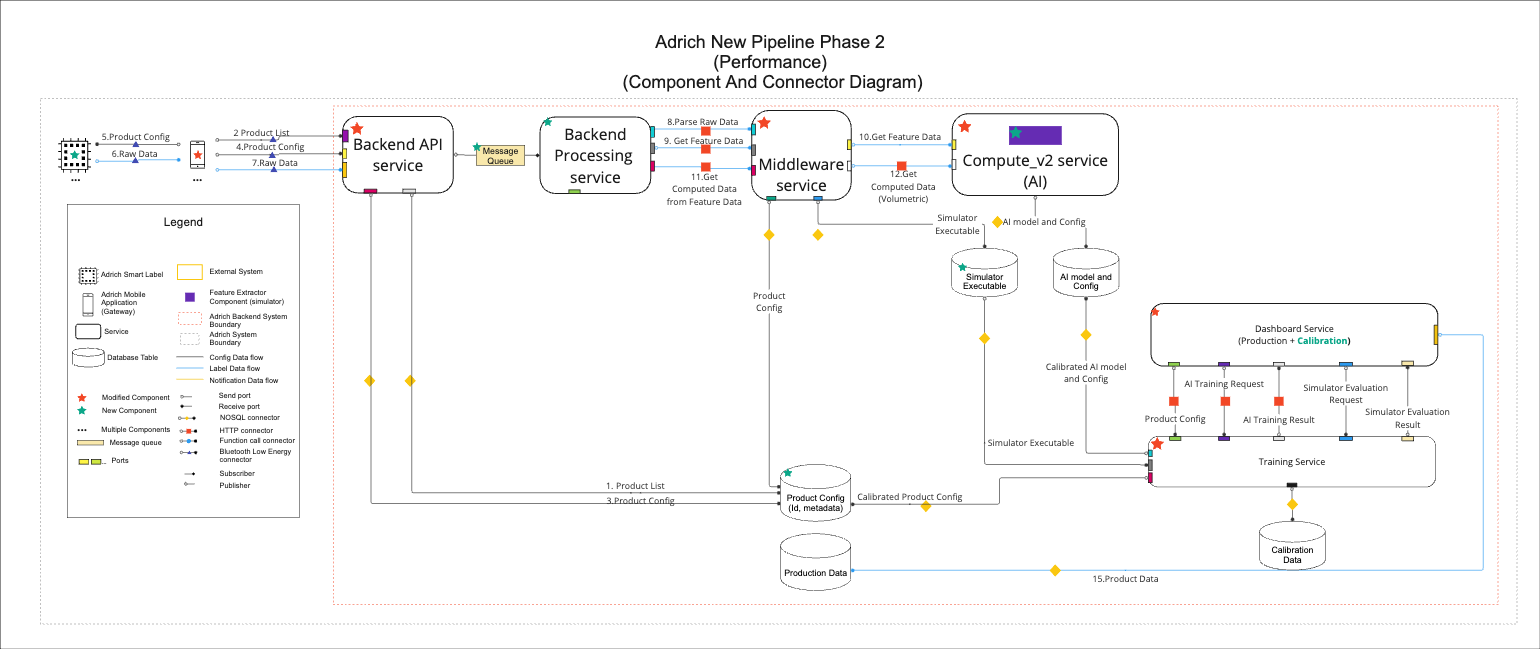 Adrich New Pipeline Phase 2
(Performance)
(Component And Connector Diagram)
5.Product Config
6.Raw Data
...
...
2 Product List
4.Product Config
7.Raw Data
Backend API
service
Message
Queue
Backend
Processing
service
8.Parse Raw Data
9. Get Feature Data
11.Get
Computed Data
from Feature Data
Middleware
service
10.Get Feature Data
12.Get
Computed Data
(Volumetric)
Compute_v2 service
(AI)
Simulator
Executable
AI model and Config
Simulator
Executable
AI model and
Config
Product
Config
Calibrated AI model
and Config
Simulator Executable
Dashboard Service
(Production + Calibration)
Product Config
AI Training Request
AI Training Result
Simulator Evaluation
Request
Simulator Evaluation
Result
Training Service
Calibration
Data
1. Product List
3.Product Config
Product Config
(Id, metadata)
Calibrated Product Config
Production Data
15.Product Data
Legend
Adrich Smart Label
Adrich Mobile
Application
(Gateway)
Service
Database Table
Modified Component
New Component
... Multiple Components
Message queue
... Ports
External System
Feature Extractor
Component (simulator)
Adrich Backend System
Boundary
Adrich System
Boundary
Config Data flow
Label Data flow
Notification Data flow
Send port
Receive port
NOSQL connector
HTTP connector
Function call connector
Bluetooth Low Energy
connector
Subscriber
Publisher